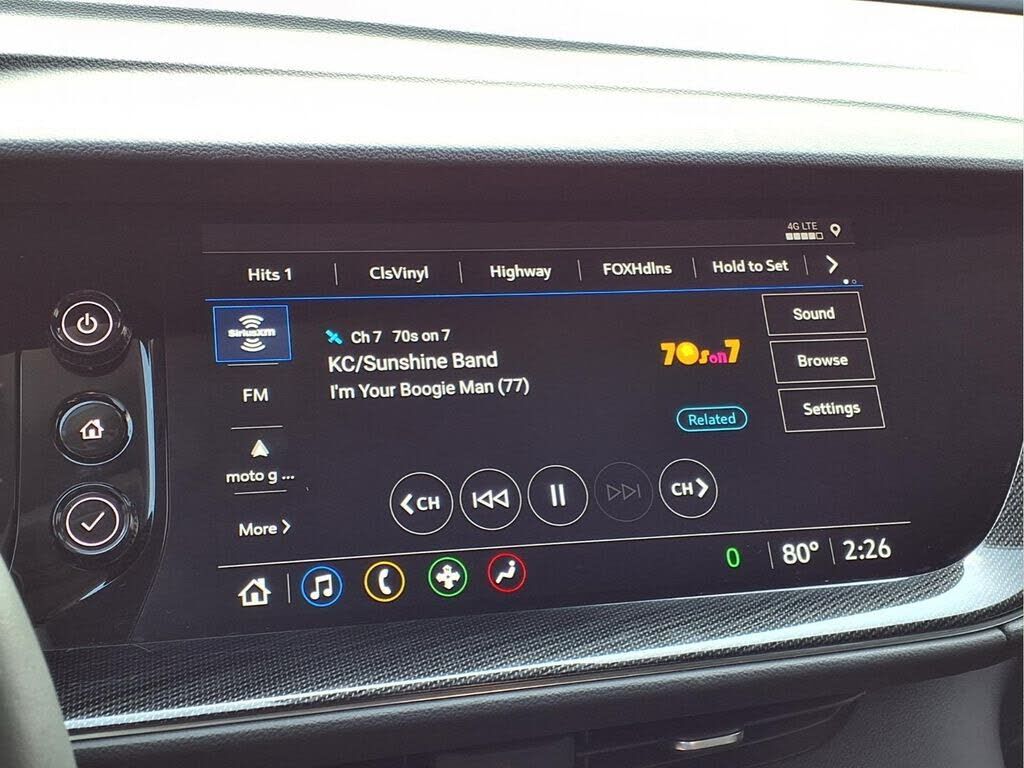 4G LTE
Hits 1
ClsVinyl
Highway
FOXHdlns
Hold to Set
SiriusXM
Ch 7 70s on 7
KC/Sunshine Band
I'm Your Boogie Man (77)
70s on 7
Related
Sound
Browse
Settings
FM
moto g ...
More
CH
CH
0
80°
2:26